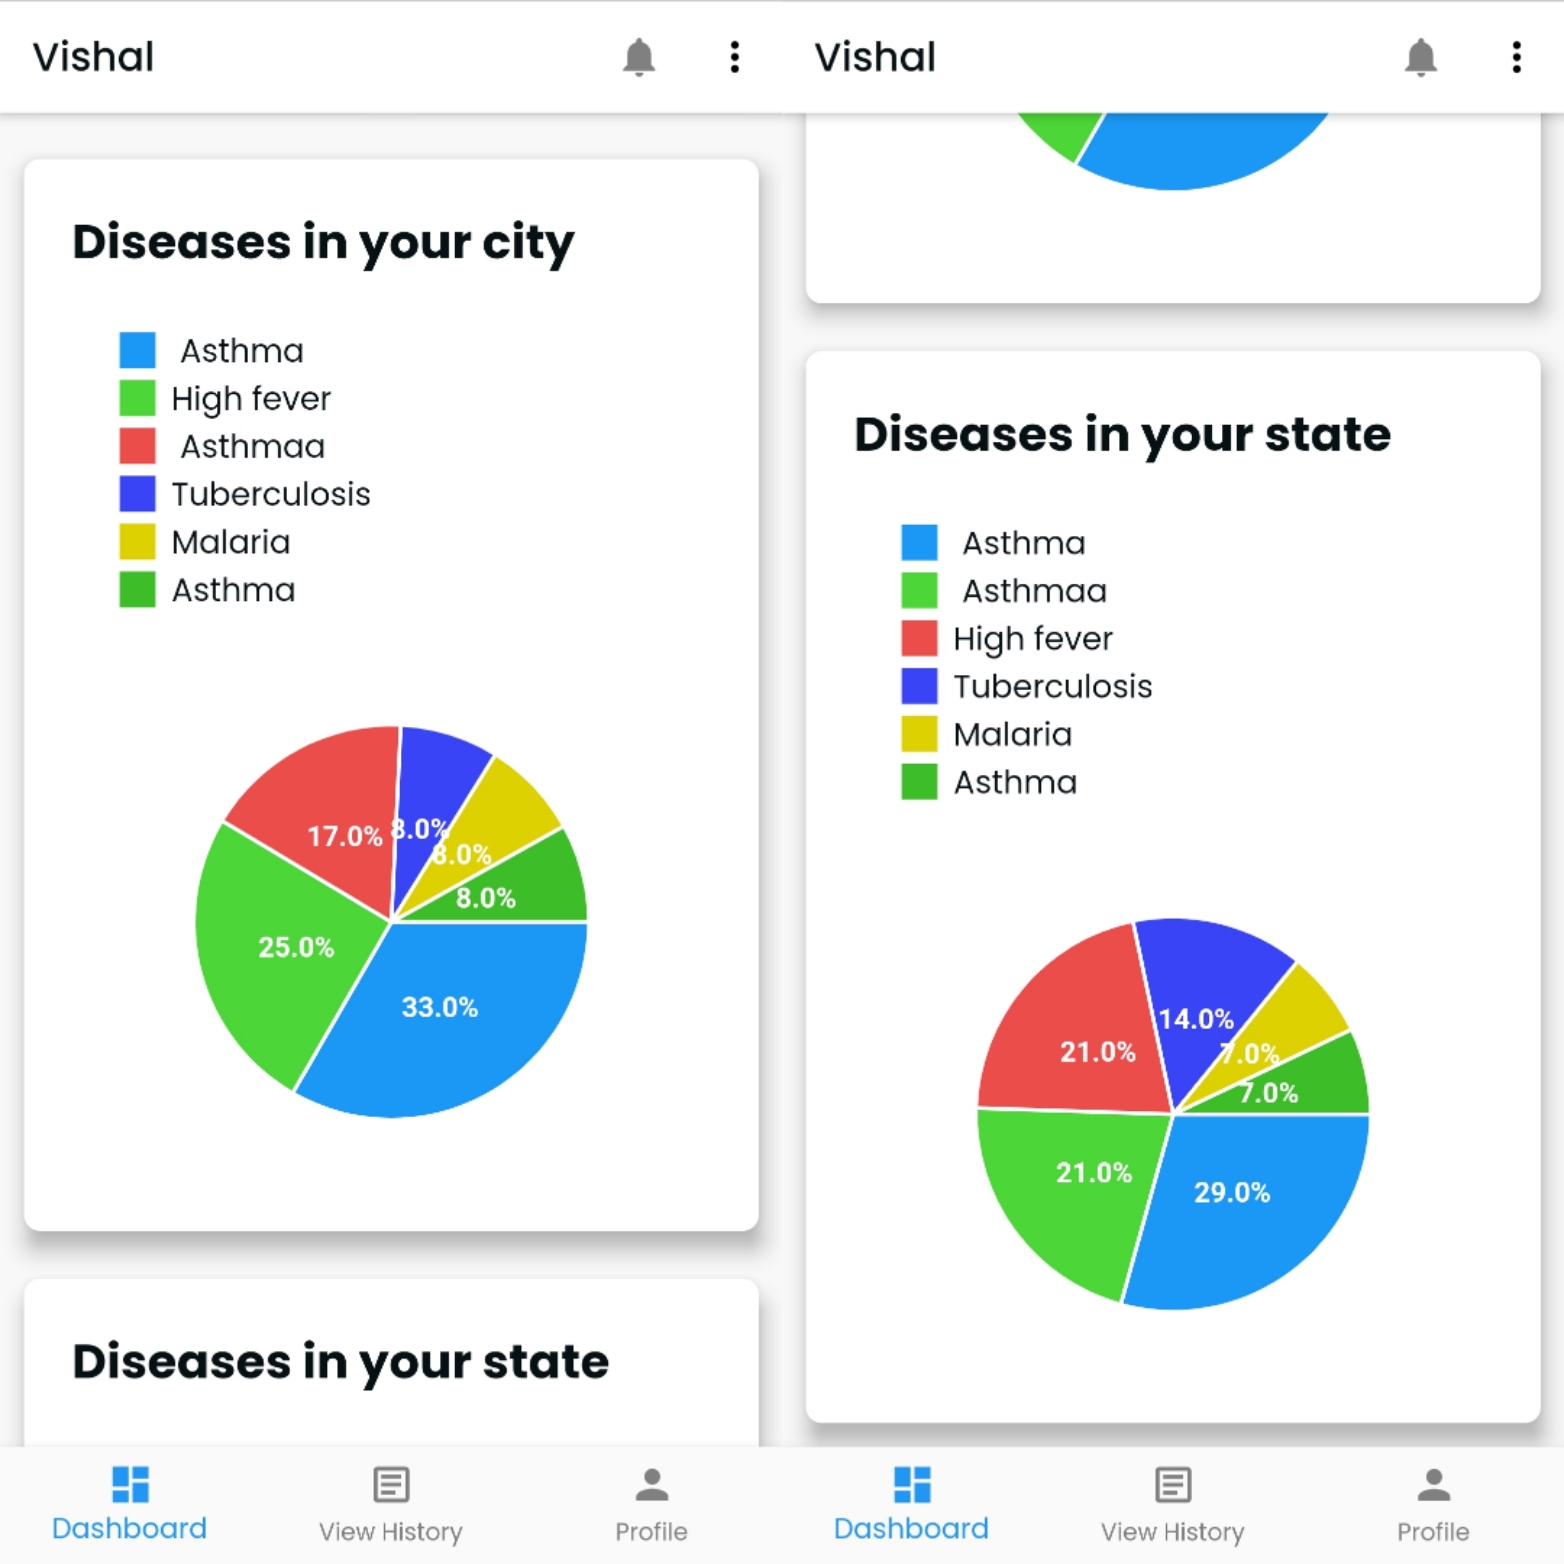 Vishal
Diseases in your city
Asthma
High fever
Asthmaa
Tuberculosis
Malaria
Asthma
17.0%
8.0%
8.0%
8.0%
25.0%
33.0%
Diseases in your state
Dashboard
View History
Profile
Vishal
Diseases in your state
Asthma
Asthmaa
High fever
Tuberculosis
Malaria
Asthma
14.0%
21.0%
7.0%
7.0%
21.0%
29.0%
Dashboard
View History
Profile